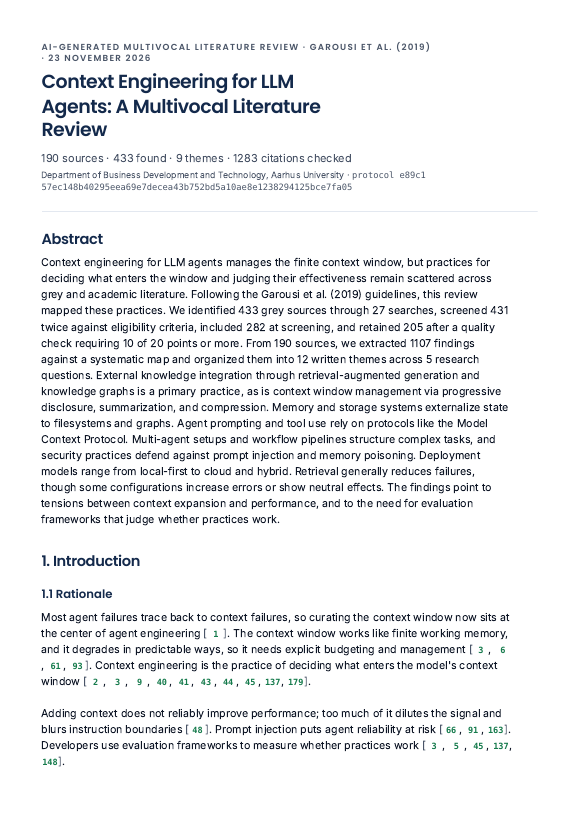 AI-GENERATED MULTIVOCAL LITERATURE REVIEW · GAROUSI ET AL. (2019)
· 23 NOVEMBER 2026
Context Engineering for LLM
Agents: A Multivocal Literature
Review
190 sources · 433 found · 9 themes · 1283 citations checked
Department of Business Development and Technology, Aarhus University · protocol e89c1
57ec148b40295eea69e7decea43b752bd5a10ae8e1238294125bce7fa05
Abstract
Context engineering for LLM agents manages the finite context window, but practices for
deciding what enters the window and judging their effectiveness remain scattered across
grey and academic literature. Following the Garousi et al. (2019) guidelines, this review
mapped these practices. We identified 433 grey sources through 27 searches, screened 431
twice against eligibility criteria, included 282 at screening, and retained 205 after a quality
check requiring 10 of 20 points or more. From 190 sources, we extracted 1107 findings
against a systematic map and organized them into 12 written themes across 5 research
questions. External knowledge integration through retrieval-augmented generation and
knowledge graphs is a primary practice, as is context window management via progressive
disclosure, summarization, and compression. Memory and storage systems externalize state
to filesystems and graphs. Agent prompting and tool use rely on protocols like the Model
Context Protocol. Multi-agent setups and workflow pipelines structure complex tasks, and
security practices defend against prompt injection and memory poisoning. Deployment
models range from local-first to cloud and hybrid. Retrieval generally reduces failures,
though some configurations increase errors or show neutral effects. The findings point to
tensions between context expansion and performance, and to the need for evaluation
frameworks that judge whether practices work.
1. Introduction
1.1 Rationale
Most agent failures trace back to context failures, so curating the context window now sits at
the center of agent engineering [ 1 ]. The context window works like finite working memory,
and it degrades in predictable ways, so it needs explicit budgeting and management [ 3 , 6
, 61, 93 ]. Context engineering is the practice of deciding what enters the model's context
window [ 2 , 3 , 9 , 40, 41, 43, 44, 45, 137, 179].
Adding context does not reliably improve performance; too much of it dilutes the signal and
blurs instruction boundaries [ 48 ]. Prompt injection puts agent reliability at risk [ 66 , 91 , 163].
Developers use evaluation frameworks to measure whether practices work [ 3 , 5 , 45, 137,
148].